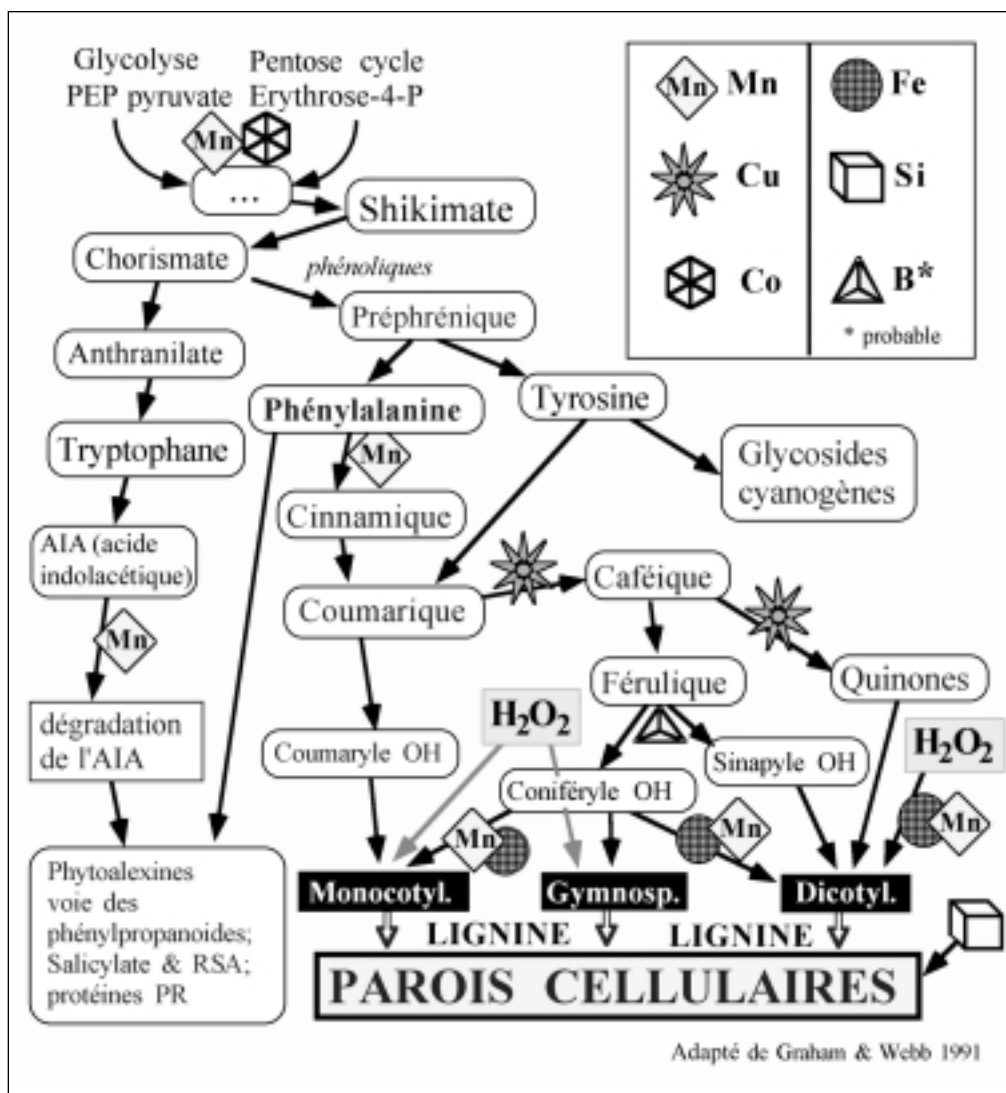 Glycolyse
PEP pyruvate
Pentose cycle
Erythrose-4-P
Mn
...
Shikimate
Chorismate
phénoliques
Préphrénique
Anthranilate
Phénylalanine
Tyrosine
Tryptophane
Mn
Glycosides
cyanogènes
Cinnamique
AIA (acide
indolacétique)
Coumarique
Caféique
Mn
Férulique
Quinones
dégradation
de l'AIA
H2O2
H2O2
Coumaryle OH
Sinapyle OH
Coniféryle OH
Mn
Mn
Mn
Phytoalexines
voie des
phénylpropanoides;
Salicylate & RSA;
protéines PR
Monocotyl.
Gymnosp.
Dicotyl.
LIGNINE
LIGNINE
PAROIS CELLULAIRES
Adapté de Graham & Webb 1991
Mn Mn
Fe
Cu
Si
Co
B*
* probable